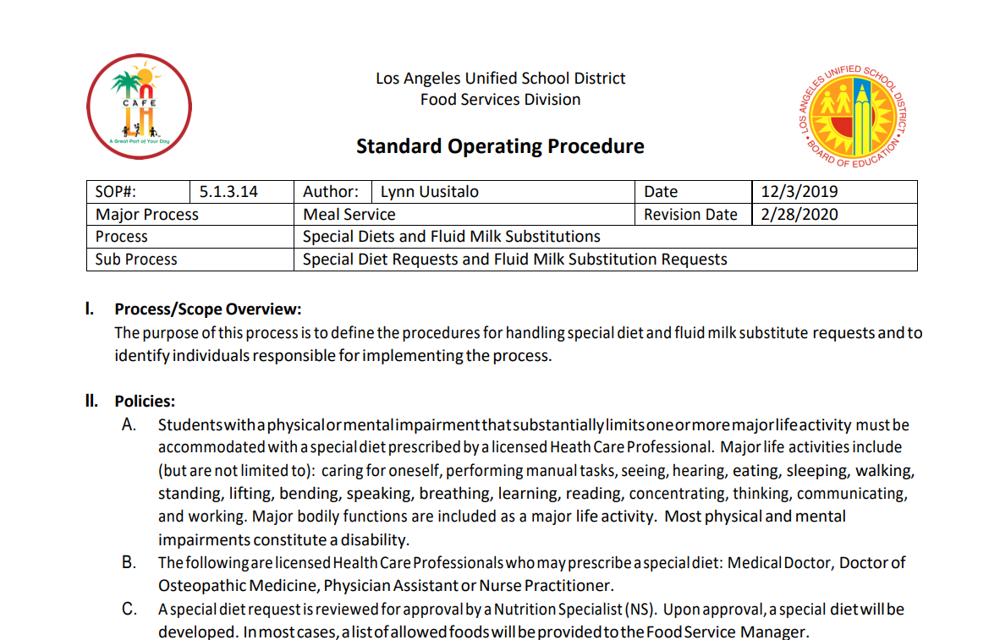 CAFE
LA
A Great Part of Your Day
Los Angeles Unified School District
Food Services Division
Standard Operating Procedure
LOS ANGELES UNIFIED SCHOOL DISTRICT • BOARD OF EDUCATION •
SOP#: 5.1.3.14 Author: Lynn Uusitalo Date 12/3/2019
Major Process Meal Service Revision Date 2/28/2020
Process Special Diets and Fluid Milk Substitutions
Sub Process Special Diet Requests and Fluid Milk Substitution Requests
I. Process/Scope Overview:
The purpose of this process is to define the procedures for handling special diet and fluid milk substitute requests and to
identify individuals responsible for implementing the process.
II. Policies:
A. Students with a physical or mental impairment that substantially limits one or more major life activity must be
accommodated with a special diet prescribed by a licensed Heath Care Professional. Major life activities include
(but are not limited to): caring for oneself, performing manual tasks, seeing, hearing, eating, sleeping, walking,
standing, lifting, bending, speaking, breathing, learning, reading, concentrating, thinking, communicating,
and working. Major bodily functions are included as a major life activity. Most physical and mental
impairments constitute a disability.
B. The following are licensed Health Care Professionals who may prescribe a special diet: Medical Doctor, Doctor of
Osteopathic Medicine, Physician Assistant or Nurse Practitioner.
C. A special diet request is reviewed for approval by a Nutrition Specialist (NS). Upon approval, a special diet will be
developed. In most cases, a list of allowed foods will be provided to the Food Service Manager.